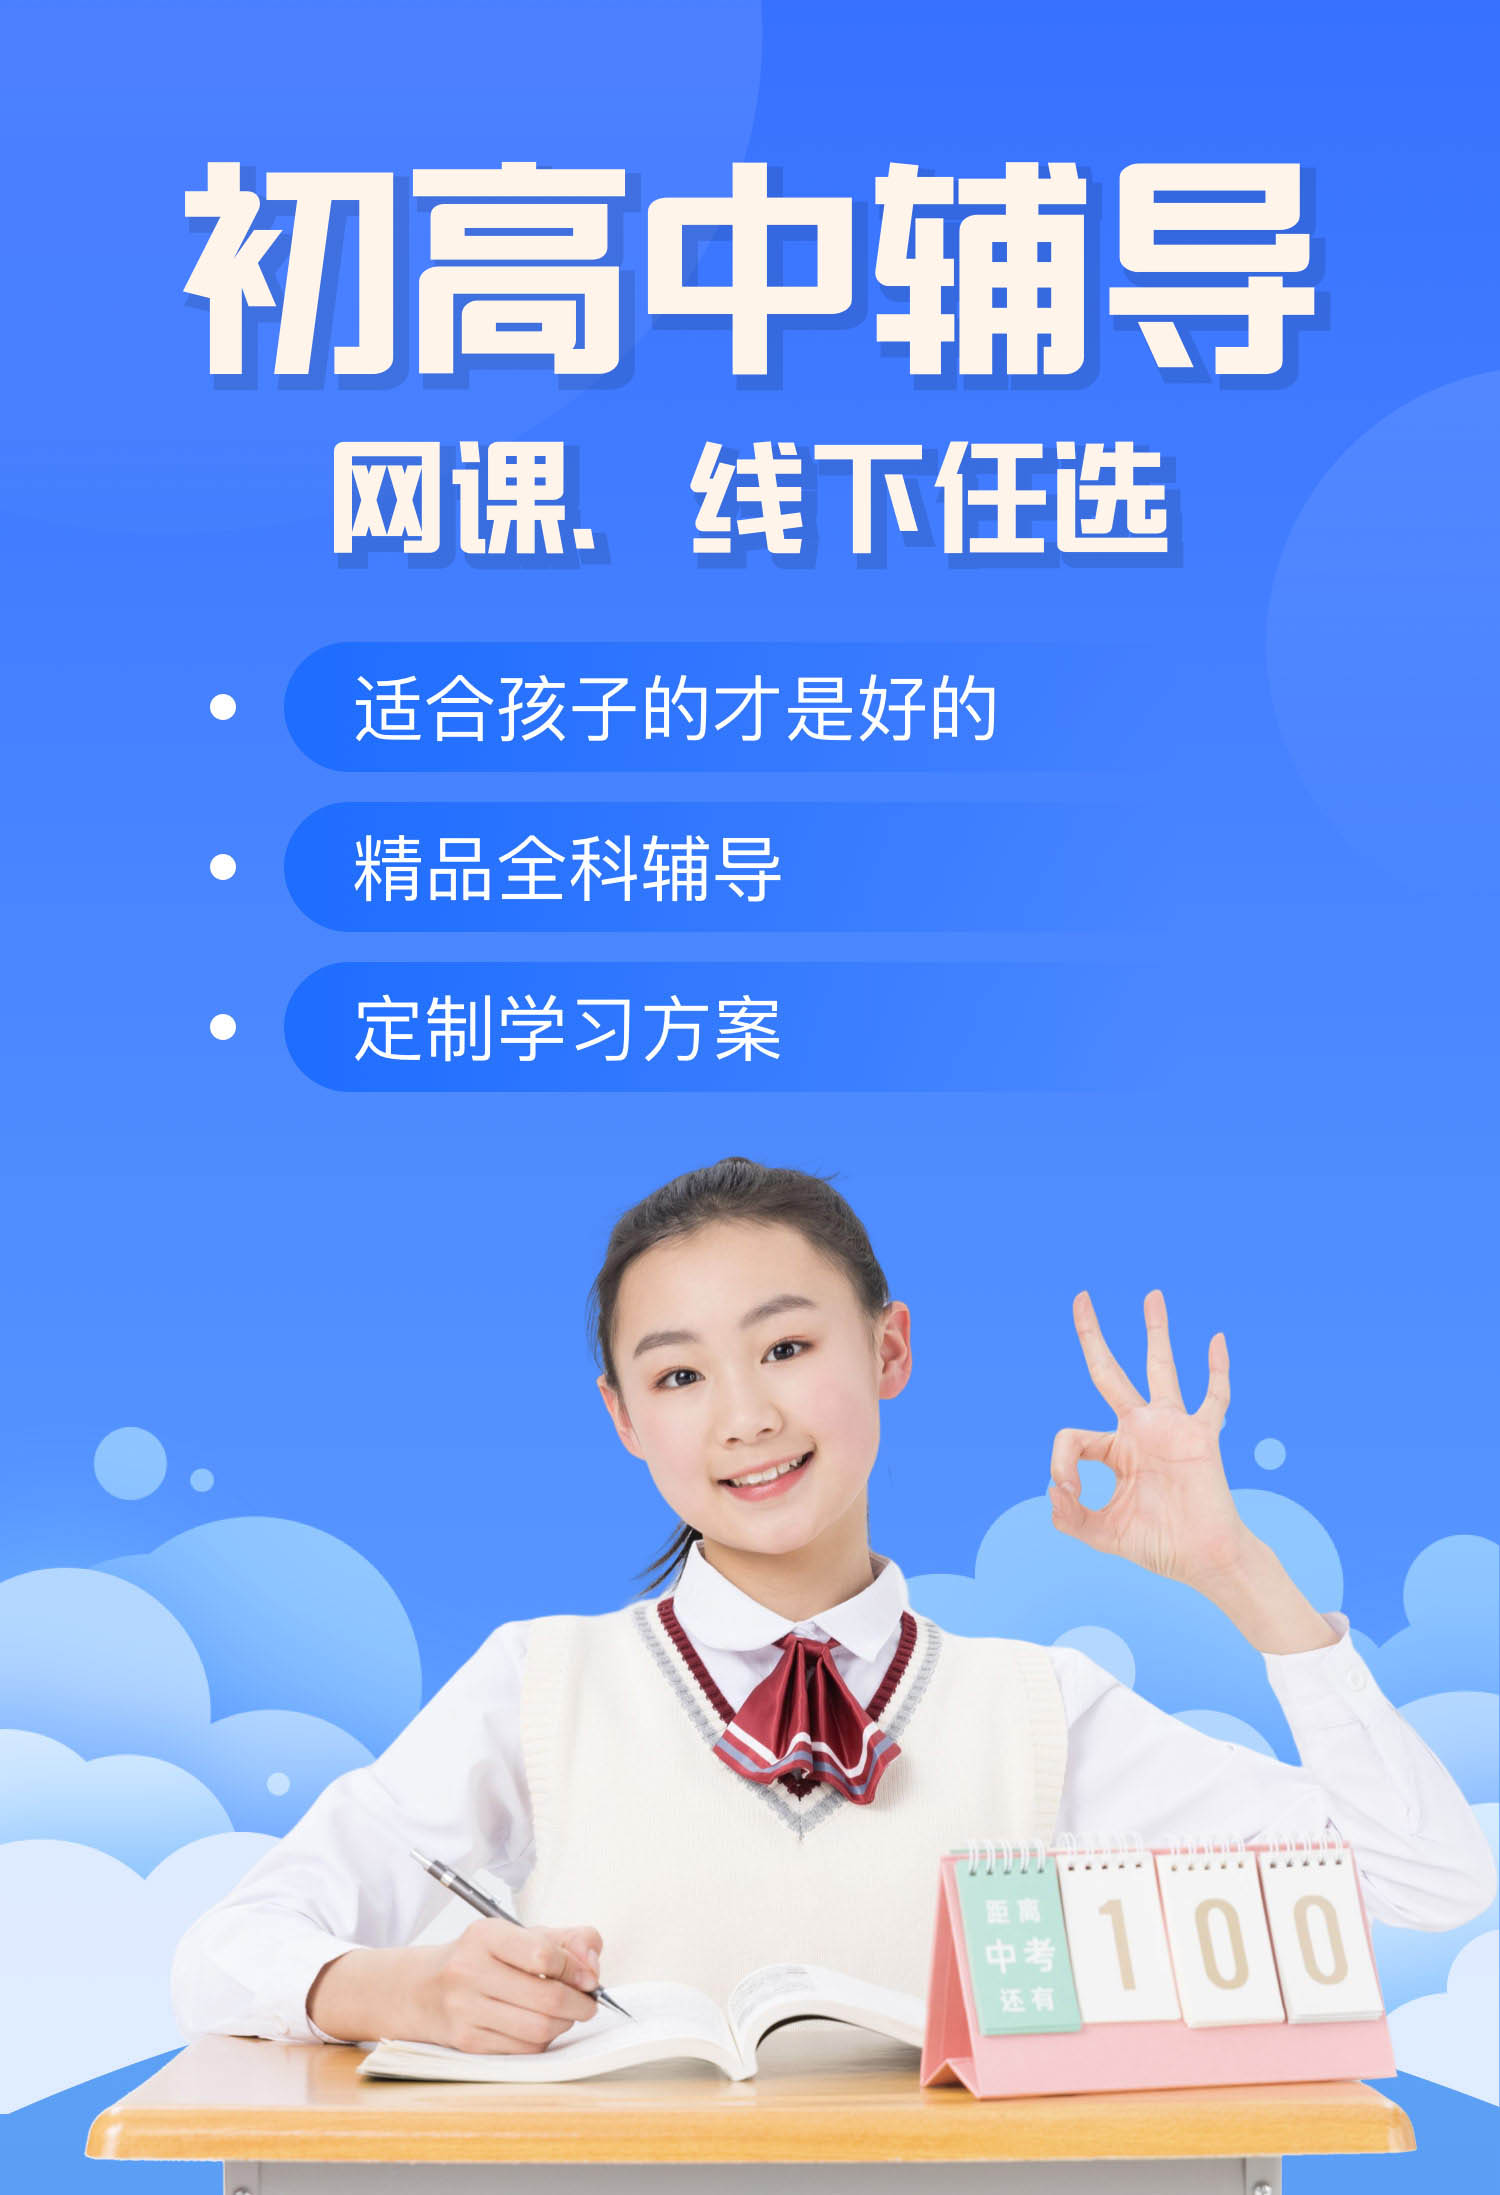 初高中辅导
网课、线下任选
适合孩子的才是好的
精品全科辅导
定制学习方案
距离
中考
还有
100